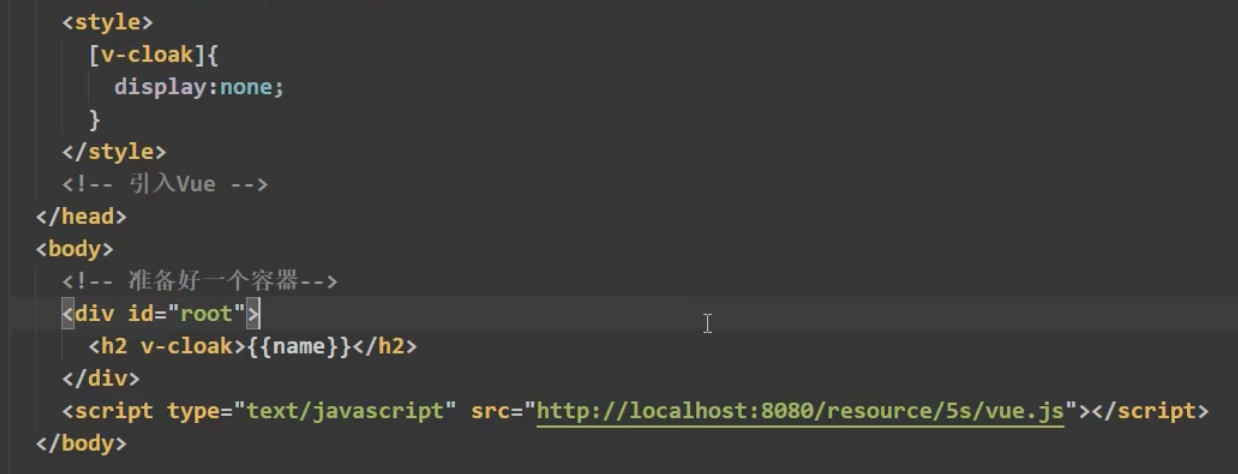 <style>
[v-cloak]{
display:none;
}
</style>
<!-- 引入Vue -->
</head>
<body>
<!-- 准备好一个容器-->
<div id="root">
<h2 v-cloak>{{name}}</h2>
</div>
<script type="text/javascript" src="http://localhost:8080/resource/5s/vue.js"></script>
</body>